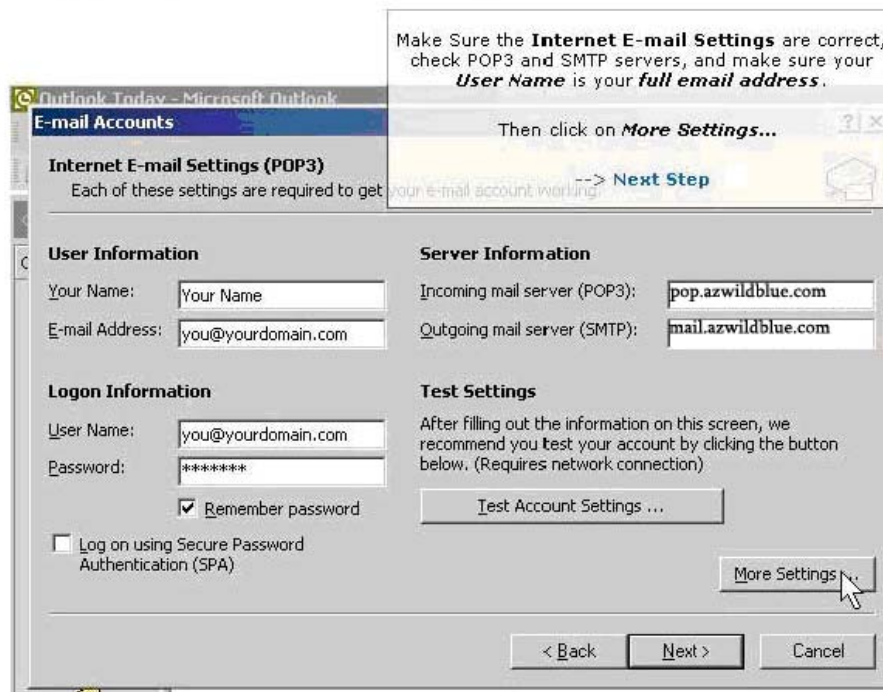 Make Sure the Internet E-mail Settings are correct,
check POP3 and SMTP servers, and make sure your
User Name is your full email address.
Then click on More Settings...
--> Next Step
Outlook Today - Microsoft Outlook
E-mail Accounts
Internet E-mail Settings (POP3)
Each of these settings are required to get your e-mail account working.
User Information
Your Name:
Your Name
E-mail Address:
you@yourdomain.com
Server Information
Incoming mail server (POP3):
pop.azwildblue.com
Outgoing mail server (SMTP):
mail.azwildblue.com
Logon Information
User Name:
you@yourdomain.com
Password:
*******
Remember password
Log on using Secure Password
Authentication (SPA)
Test Settings
After filling out the information on this screen, we
recommend you test your account by clicking the button
below. (Requires network connection)
Test Account Settings ...
More Settings ...
< Back
Next >
Cancel